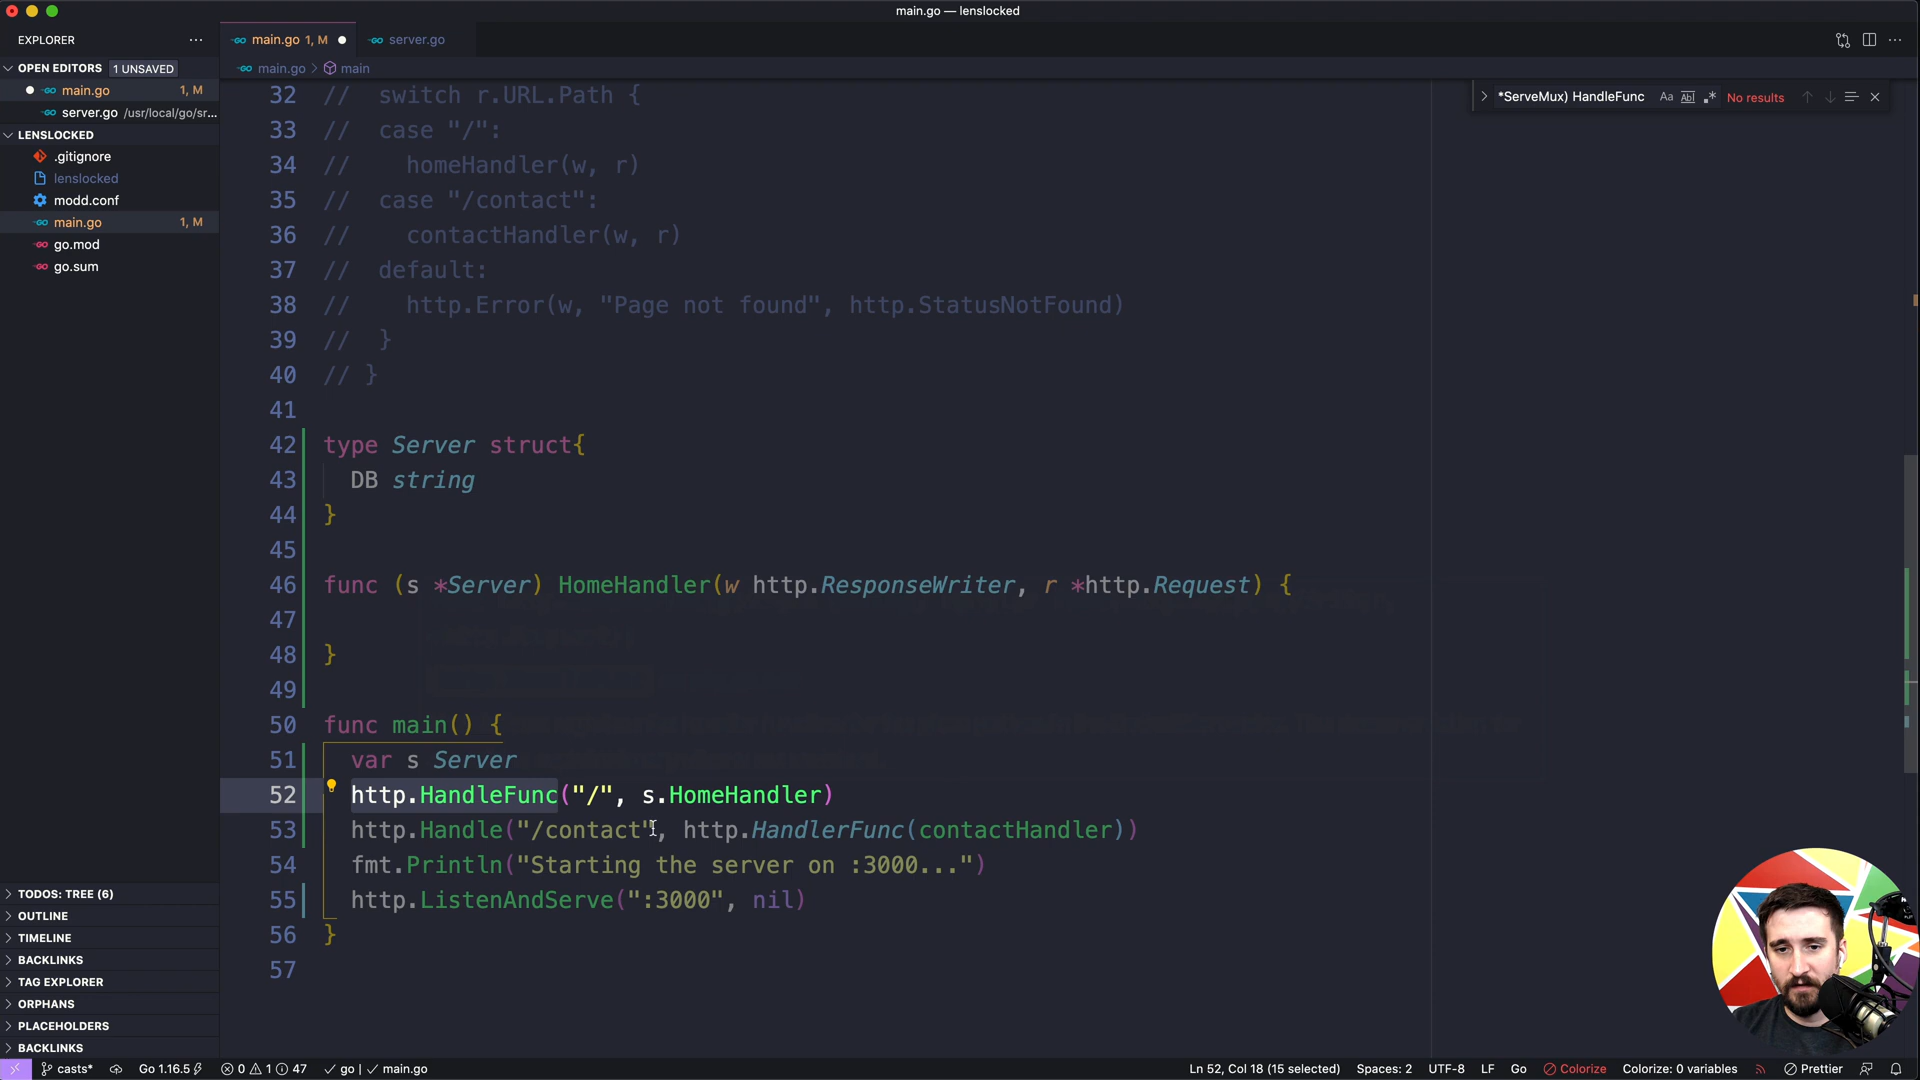 main.go — lenslocked
EXPLORER
main.go 1, M
server.go
OPEN EDITORS 1 UNSAVED
main.go > main
main.go 1, M
server.go /usr/local/go/sr...
LENSLOCKED
.gitignore
lenslocked
modd.conf
main.go 1, M
go.mod
go.sum
*ServeMux) HandleFunc Aa Abl .* No results
32 // switch r.URL.Path {
33 // case "/":
34 // homeHandler(w, r)
35 // case "/contact":
36 // contactHandler(w, r)
37 // default:
38 // http.Error(w, "Page not found", http.StatusNotFound)
39 // }
40 // }
41
42 type Server struct{
43 DB string
44 }
45
46 func (s *Server) HomeHandler(w http.ResponseWriter, r *http.Request) {
47
48 }
49
50 func main() {
51 var s Server
52 http.HandleFunc("/", s.HomeHandler)
53 http.Handle("/contact", http.HandlerFunc(contactHandler))
54 fmt.Println("Starting the server on :3000...")
55 http.ListenAndServe(":3000", nil)
56 }
57
TODOS: TREE (6)
OUTLINE
TIMELINE
BACKLINKS
TAG EXPLORER
ORPHANS
PLACEHOLDERS
BACKLINKS
casts* Go 1.16.5 0 1 47 go | main.go Ln 52, Col 18 (15 selected) Spaces: 2 UTF-8 LF Go Colorize Colorize: 0 variables Prettier